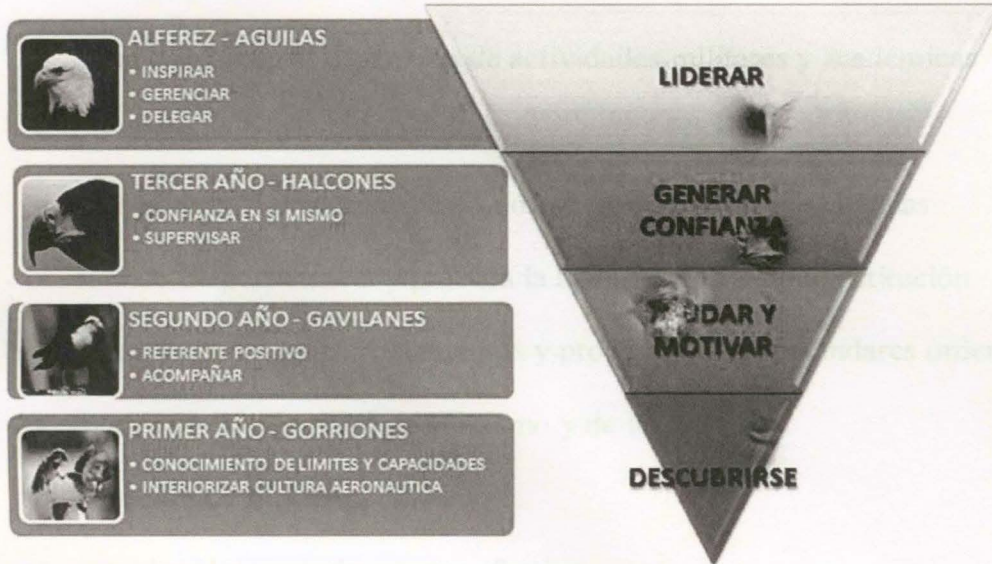 ALFEREZ - AGUILAS
• INSPIRAR
• GERENCIAR
• DELEGAR
LIDERAR
TERCER AÑO - HALCONES
• CONFIANZA EN SI MISMO
• SUPERVISAR
GENERAR
CONFIANZA
SEGUNDO AÑO - GAVILANES
• REFERENTE POSITIVO
• ACOMPAÑAR
Y
MOTIVAR
PRIMER AÑO - GORRIONES
• CONOCIMIENTO DE LIMITES Y CAPACIDADES
• INTERIORIZAR CULTURA AERONAUTICA
DESCUBRIRSE